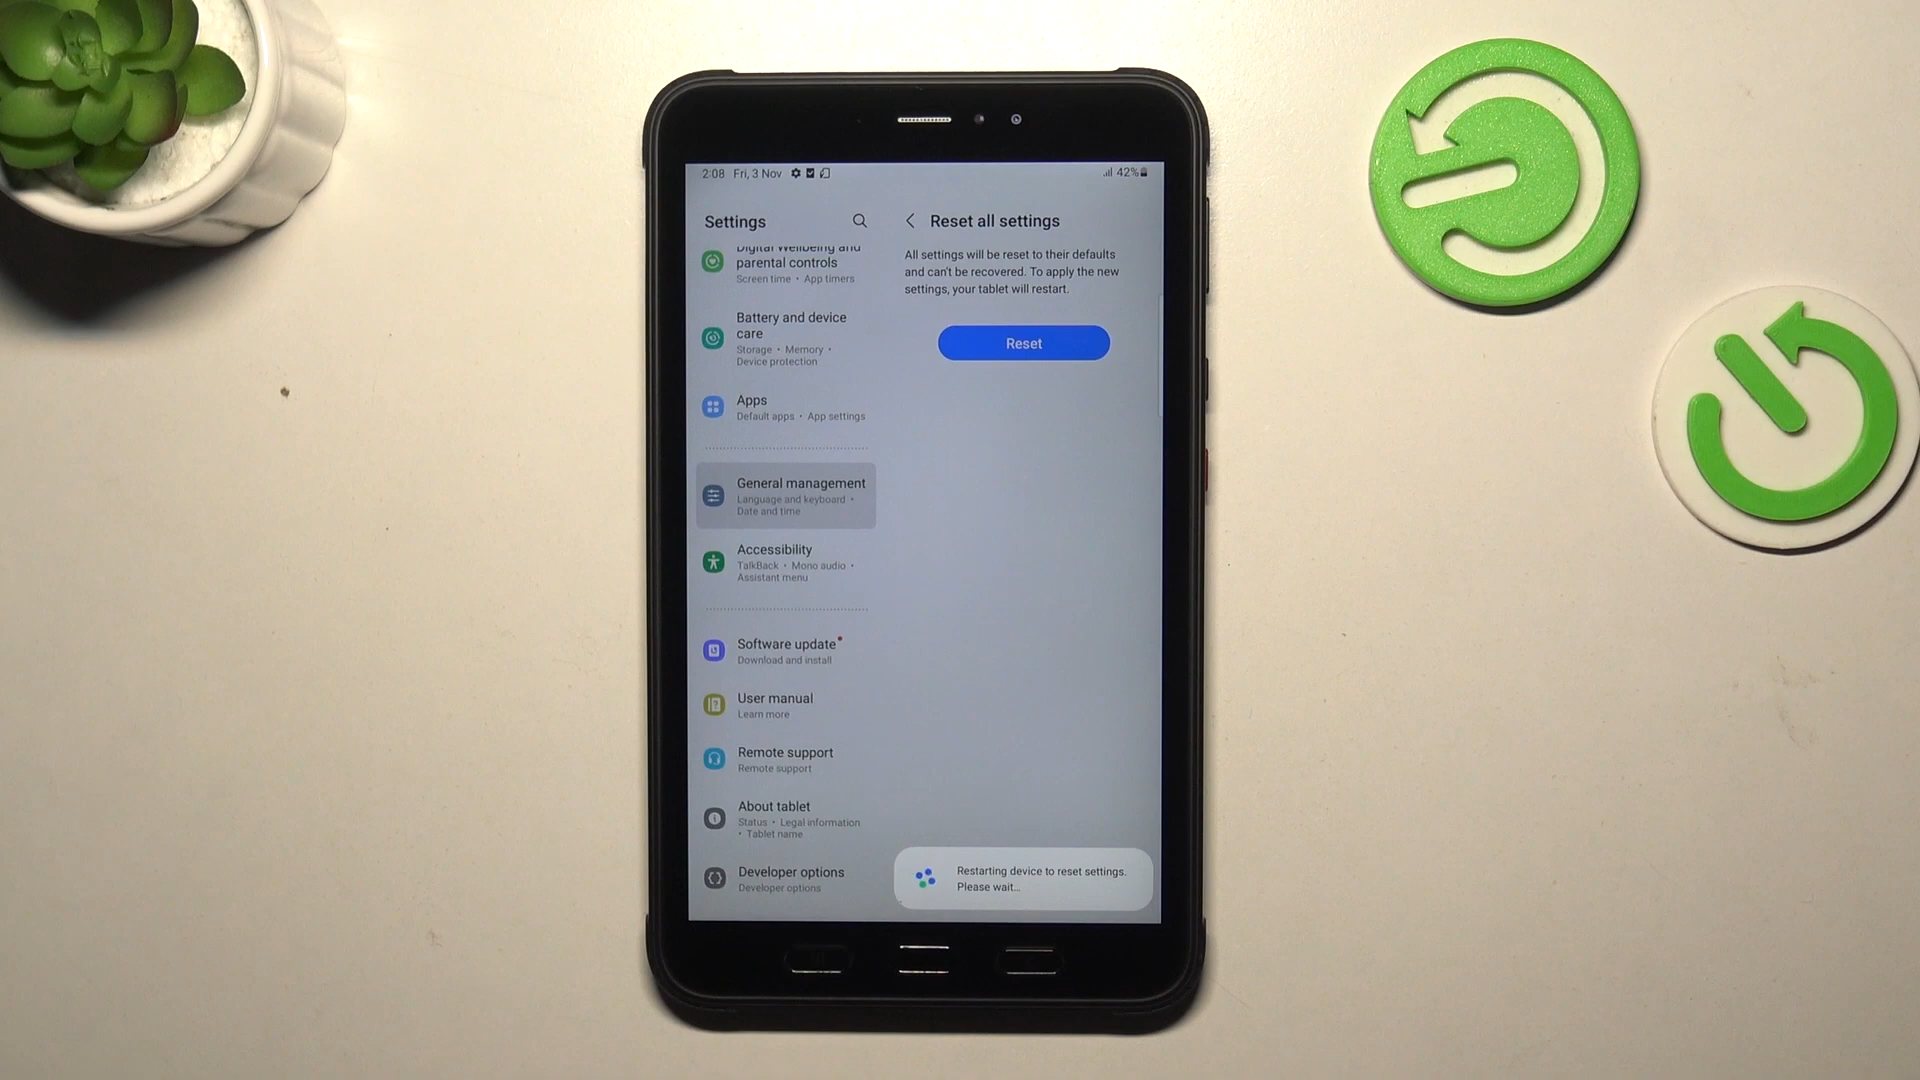 2:08 Fri, 3 Nov
42%
Settings
Digital Wellbeing and
parental controls
Screen time • App timers
Battery and device
care
Storage • Memory •
Device protection
Apps
Default apps • App settings
General management
Language and keyboard •
Date and time
Accessibility
TalkBack • Mono audio •
Assistant menu
Software update
Download and install
User manual
Learn more
Remote support
Remote support
About tablet
Status • Legal information
• Tablet name
Developer options
Developer options
Reset all settings
All settings will be reset to their defaults
and can't be recovered. To apply the new
settings, your tablet will restart.
Reset
Restarting device to reset settings.
Please wait...